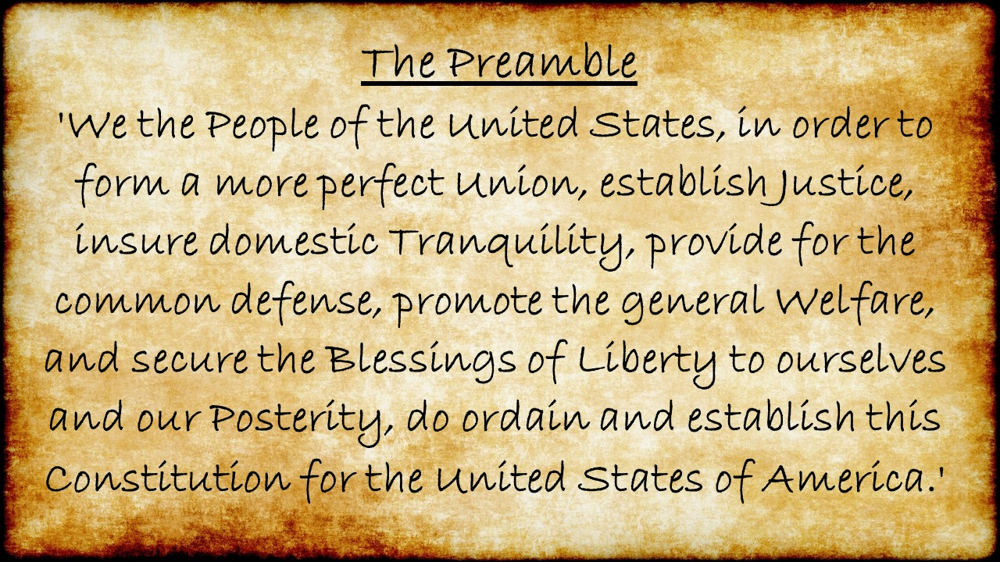 The Preamble
'We the People of the United States, in order to
form a more perfect Union, establish Justice,
insure domestic Tranquility, provide for the
common defense, promote the general Welfare,
and secure the Blessings of Liberty to ourselves
and our Posterity, do ordain and establish this
Constitution for the United States of America.'